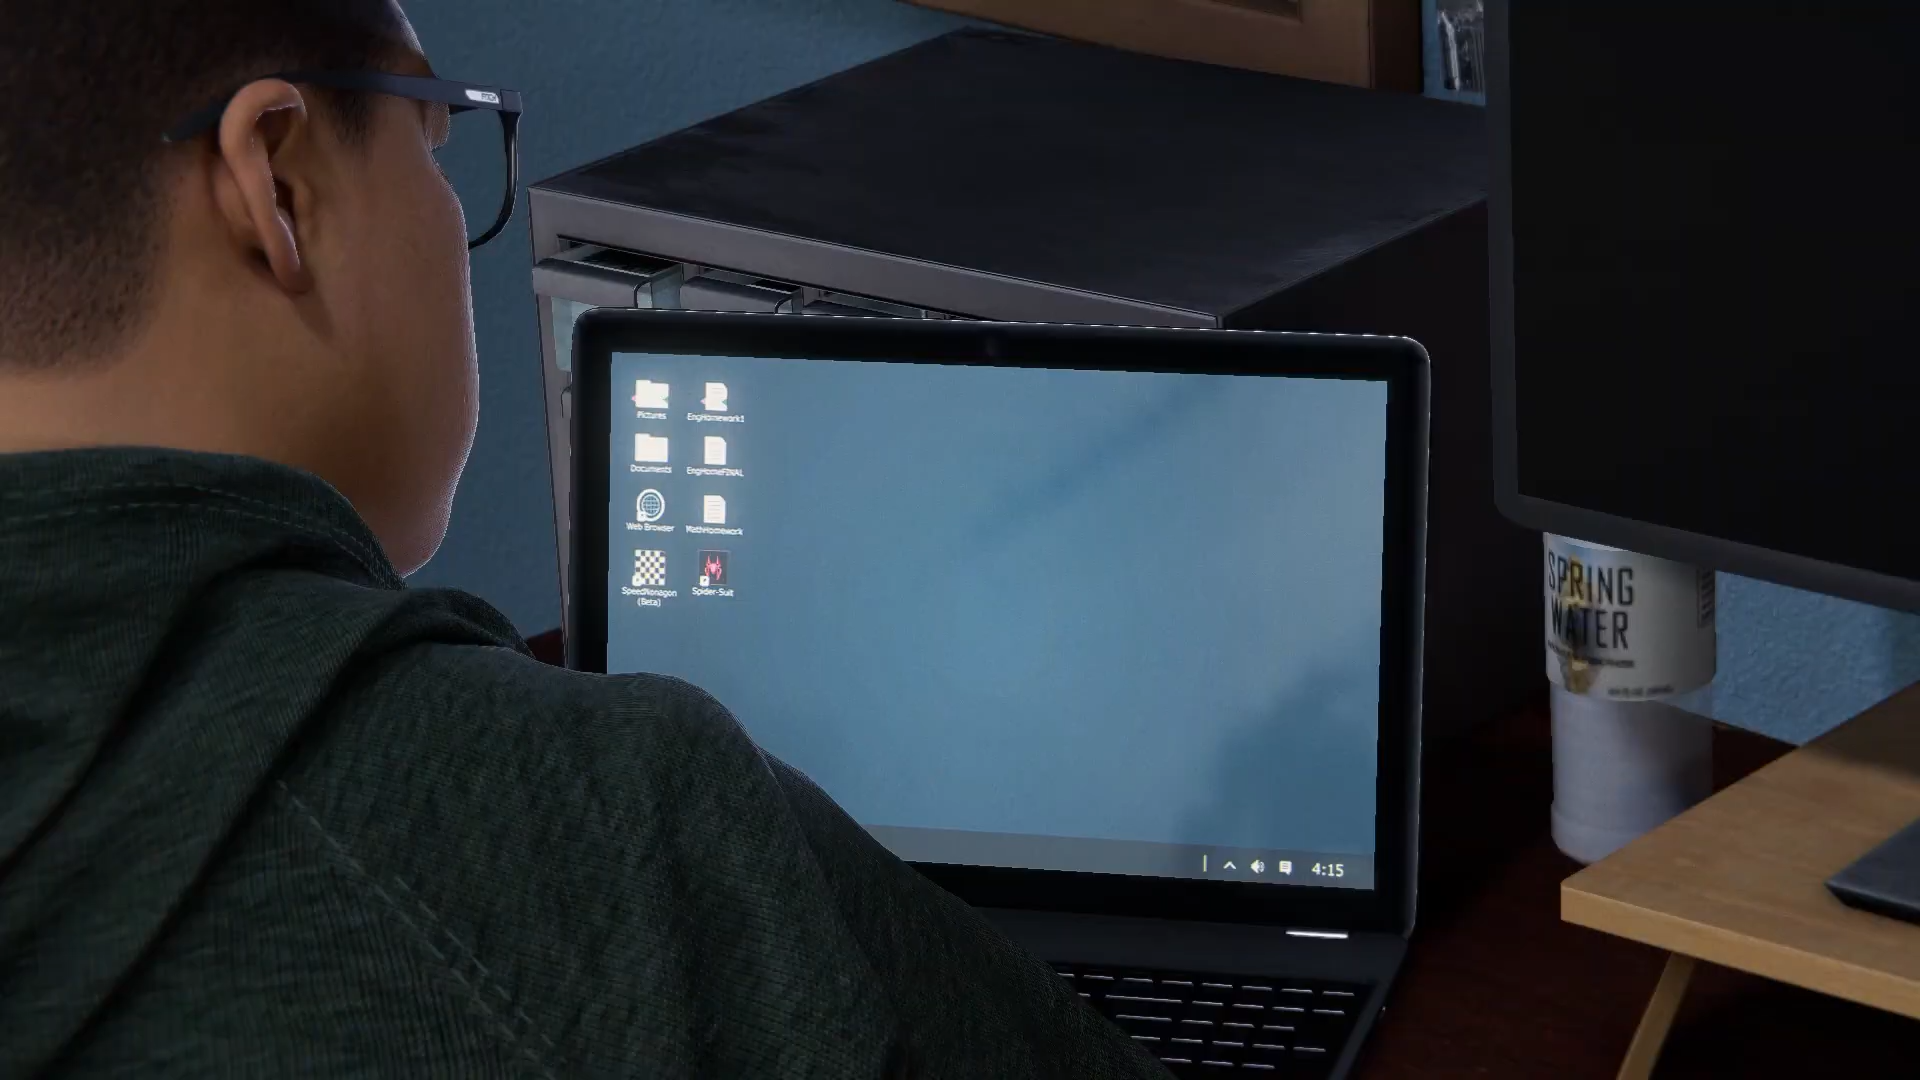 Pictures
EngHomework1
Documents
EngHomeFINAL
Web Browser
MathHomework
SpeedNonagon
(Beta)
Spider-Suit
4:15
SPRING
WATER